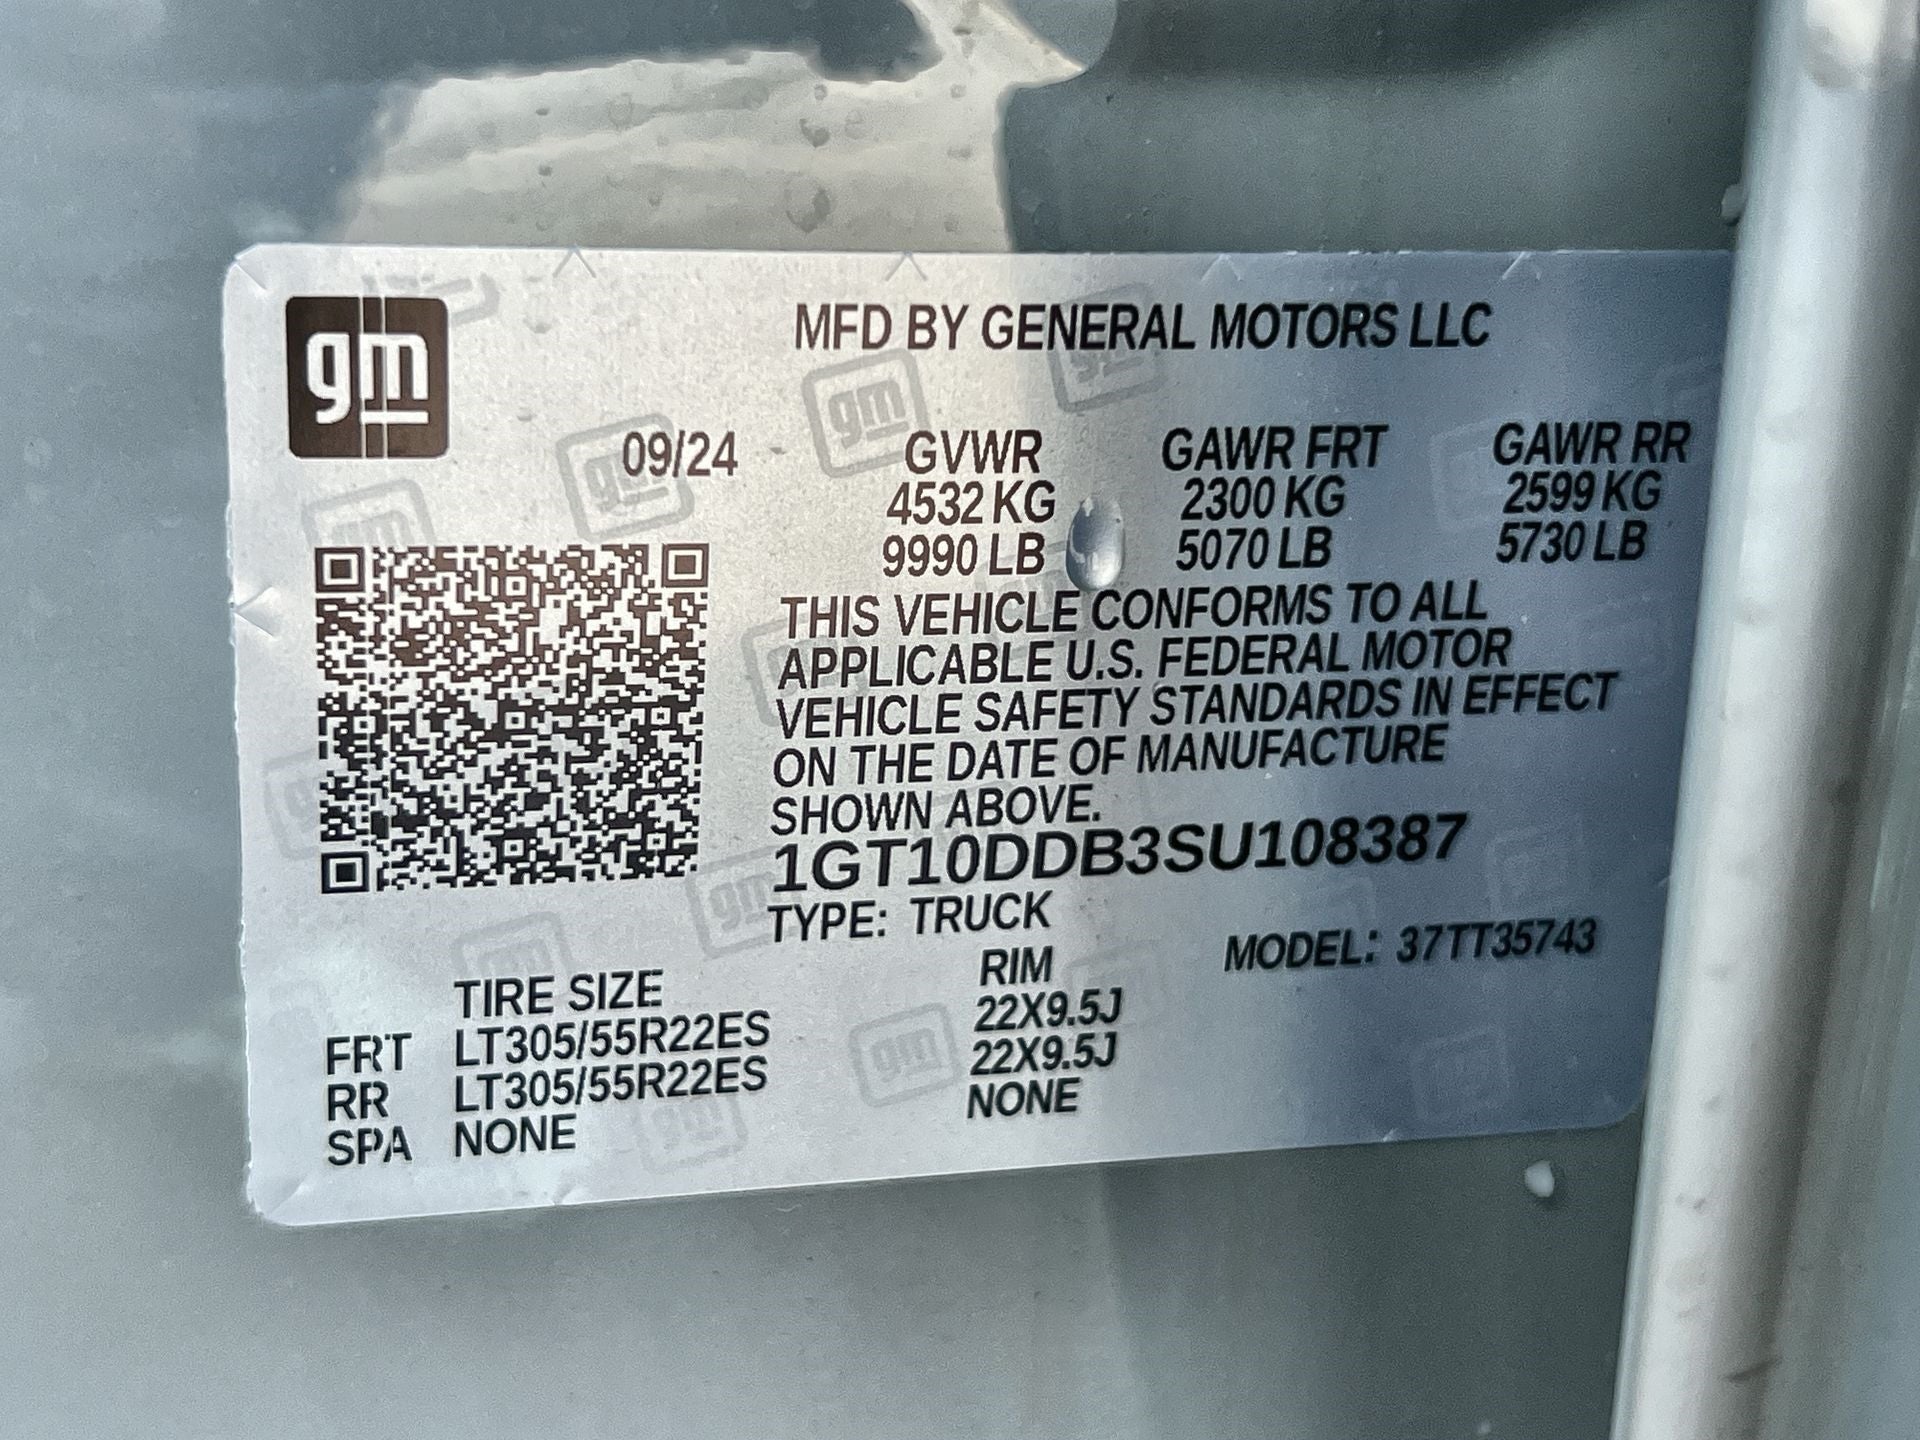 gm
MFD BY GENERAL MOTORS LLC
09/24 GVWR GAWR FRT GAWR RR
4532 KG 2300 KG 2599 KG
9990 LB 5070 LB 5730 LB
THIS VEHICLE CONFORMS TO ALL
APPLICABLE U.S. FEDERAL MOTOR
VEHICLE SAFETY STANDARDS IN EFFECT
ON THE DATE OF MANUFACTURE
SHOWN ABOVE.
1GT10DDB3SU108387
TYPE: TRUCK
MODEL: 37TT35743
TIRE SIZE RIM
FRT LT305/55R22ES 22X9.5J
RR LT305/55R22ES 22X9.5J
SPA NONE NONE